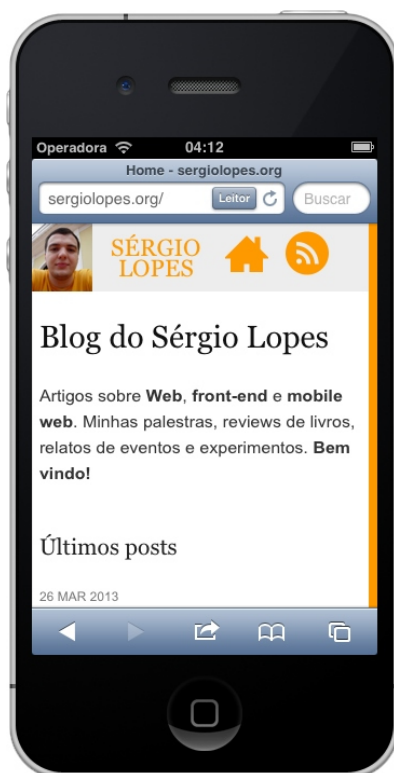 Operadora 04:12
Home - sergiolopes.org
sergiolopes.org/ Leitor Buscar
SÉRGIO
LOPES
Blog do Sérgio Lopes
Artigos sobre Web, front-end e mobile
web. Minhas palestras, reviews de livros,
relatos de eventos e experimentos. Bem
vindo!
Últimos posts
26 MAR 2013